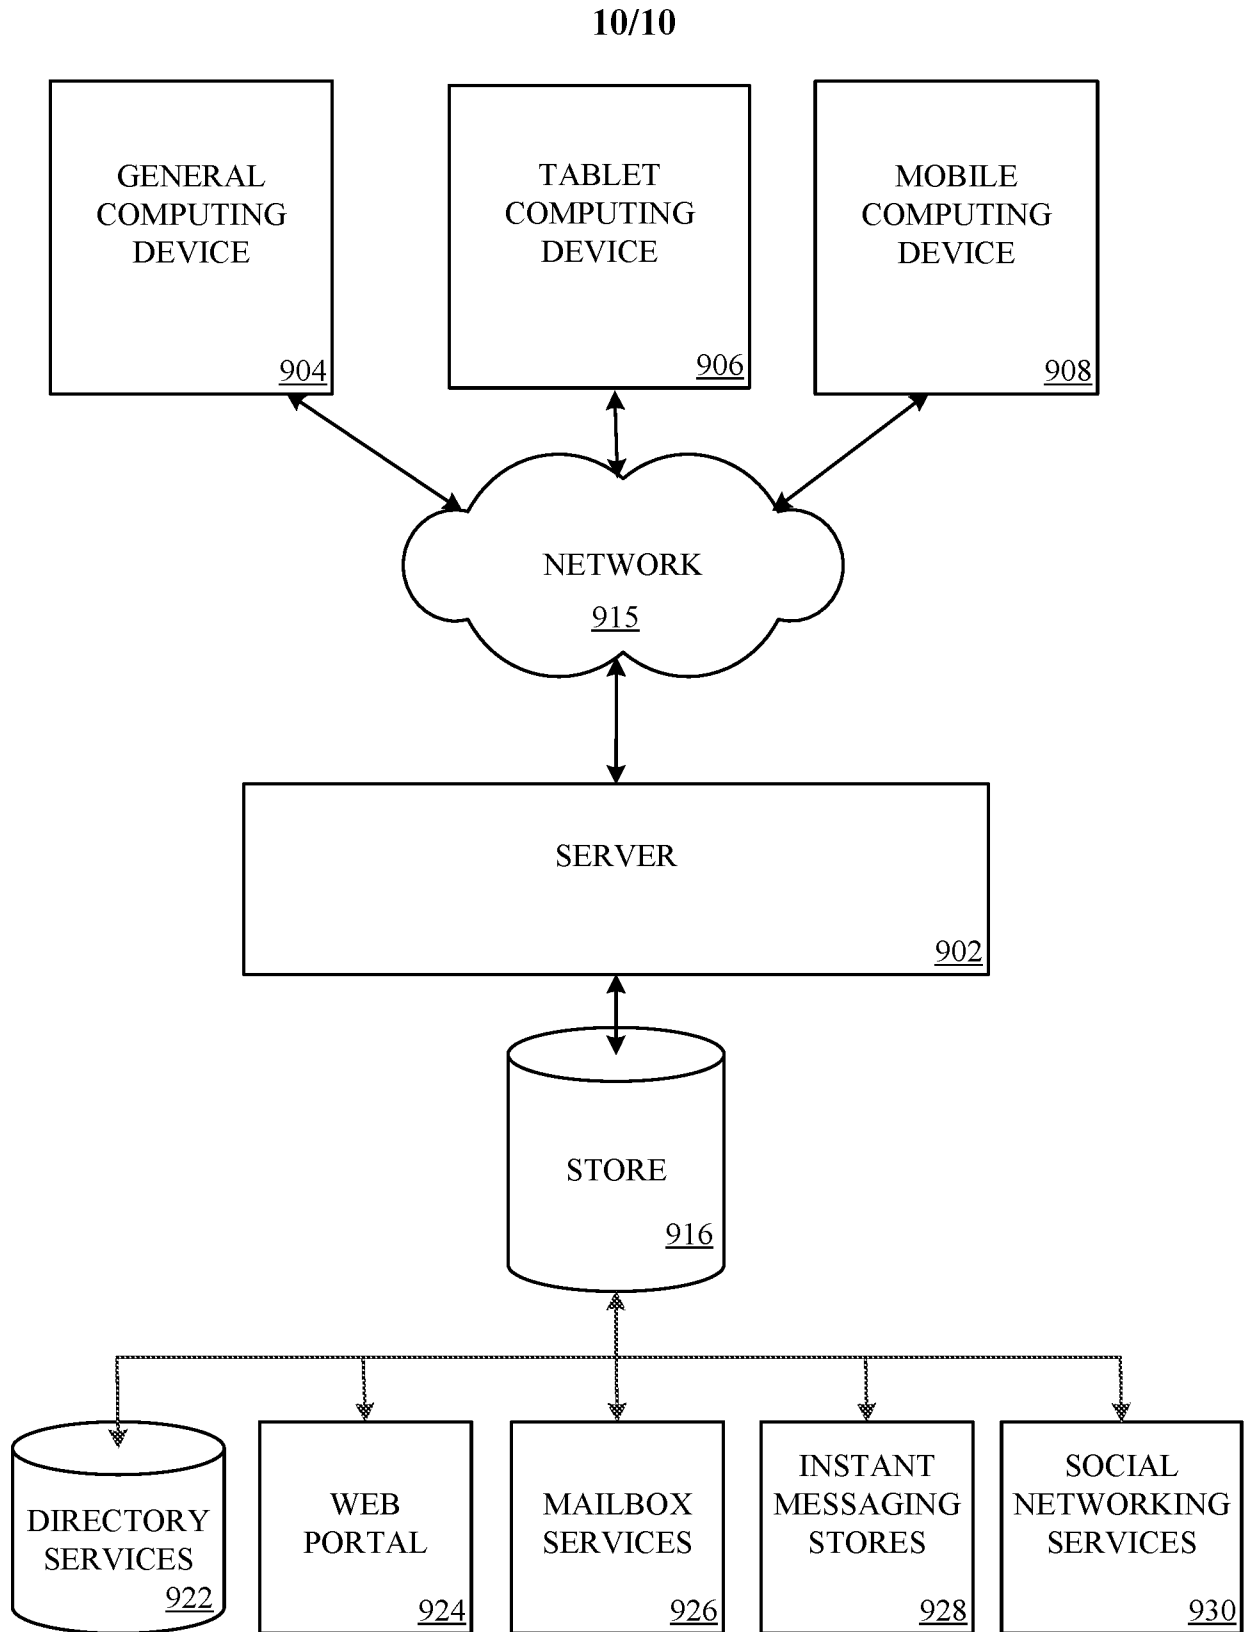 10/10
GENERAL
COMPUTING
DEVICE
904
TABLET
COMPUTING
DEVICE
906
MOBILE
COMPUTING
DEVICE
908
NETWORK
915
SERVER
902
STORE
916
DIRECTORY
SERVICES
922
WEB
PORTAL
924
MAILBOX
SERVICES
926
INSTANT
MESSAGING
STORES
928
SOCIAL
NETWORKING
SERVICES
930